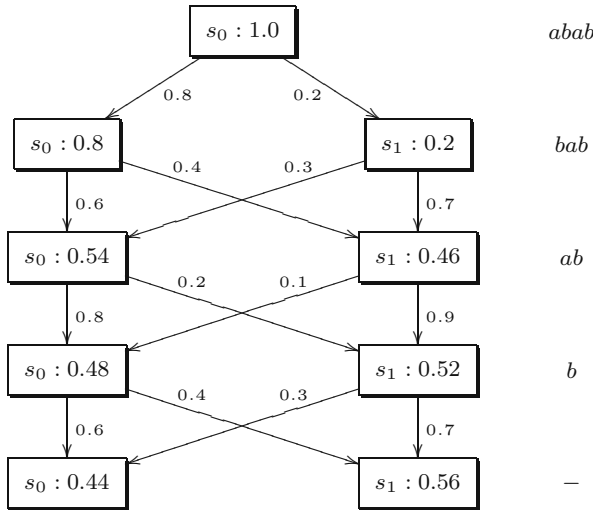 s₀ : 1.0 abab
0.8 0.2
s₀ : 0.8 s₁ : 0.2 bab
0.4 0.3
0.6 0.7
s₀ : 0.54 s₁ : 0.46 ab
0.2 0.1
0.8 0.9
s₀ : 0.48 s₁ : 0.52 b
0.4 0.3
0.6 0.7
s₀ : 0.44 s₁ : 0.56 −